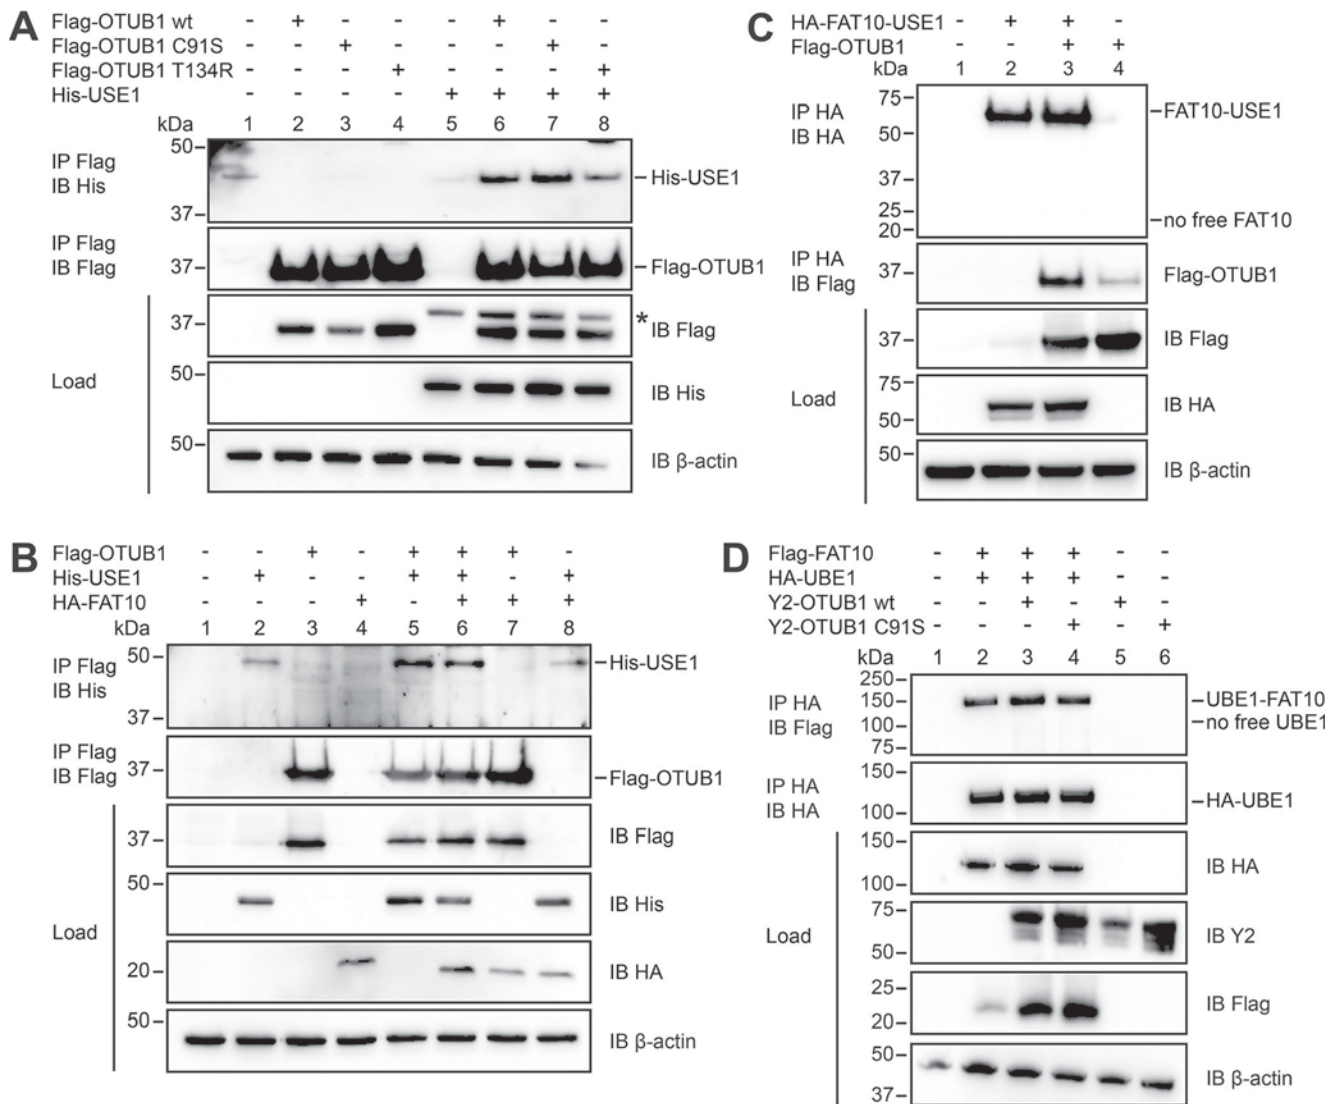 A
Flag-OTUB1 wt - + - - - + - -
Flag-OTUB1 C91S - - + - - - + -
Flag-OTUB1 T134R - - - + - - - +
His-USE1 - - - - + + + +
kDa 1 2 3 4 5 6 7 8
50
IP Flag
IB His
His-USE1
37
IP Flag
IB Flag
37
Flag-OTUB1
37
* IB Flag
Load
50
IB His
50
IB β-actin
B
Flag-OTUB1 - - + - + + + -
His-USE1 - + - - + + - +
HA-FAT10 - - - + - + + +
kDa 1 2 3 4 5 6 7 8
50
IP Flag
IB His
His-USE1
37
IP Flag
IB Flag
37
Flag-OTUB1
37
IB Flag
50
IB His
Load
20
IB HA
50
IB β-actin
C
HA-FAT10-USE1 - + + -
Flag-OTUB1 - - + +
kDa 1 2 3 4
75
IP HA
IB HA
FAT10-USE1
50
37
25
no free FAT10
20
IP HA
IB Flag
37
Flag-OTUB1
37
IB Flag
Load
75
IB HA
50
50
IB β-actin
D
Flag-FAT10 - + + + - -
HA-UBE1 - + + + - -
Y2-OTUB1 wt - - + - + -
Y2-OTUB1 C91S - - - + - +
kDa 1 2 3 4 5 6
250
IP HA
IB Flag
150
UBE1-FAT10
100
no free UBE1
75
IP HA
IB HA
150
100
HA-UBE1
150
IB HA
100
Load
75
IB Y2
50
25
IB Flag
20
50
IB β-actin
37